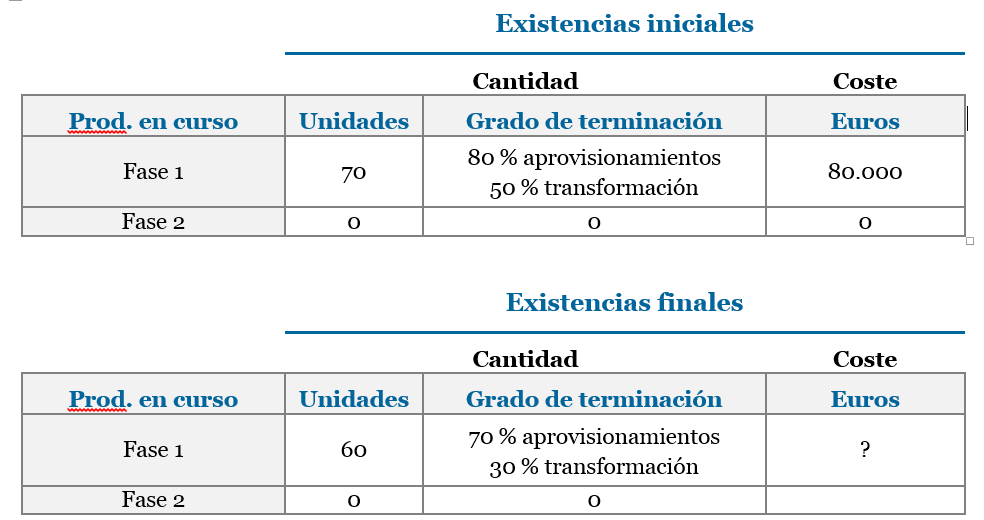 Existencias iniciales
Cantidad Coste
Prod. en curso Unidades Grado de terminación Euros
Fase 1 70 80 % aprovisionamientos 80.000
50 % transformación
Fase 2 0 0 0
Existencias finales
Cantidad Coste
Prod. en curso Unidades Grado de terminación Euros
Fase 1 60 70 % aprovisionamientos ?
30 % transformación
Fase 2 0 0